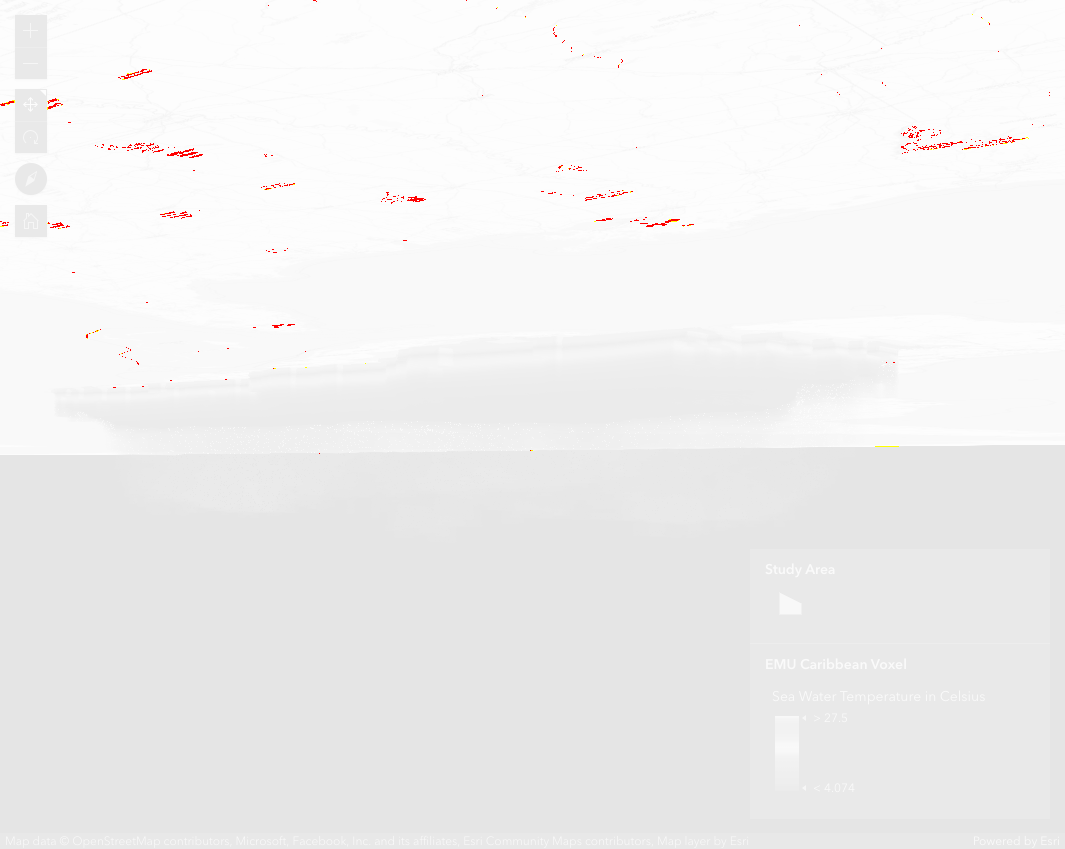 Study Area
EMU Caribbean Voxel
Sea Water Temperature in Celsius
> 27.5
< 4.074
Map data © OpenStreetMap contributors, Microsoft, Facebook, Inc. and its affiliates, Esri Community Maps contributors, Map layer by Esri
Powered by Esri